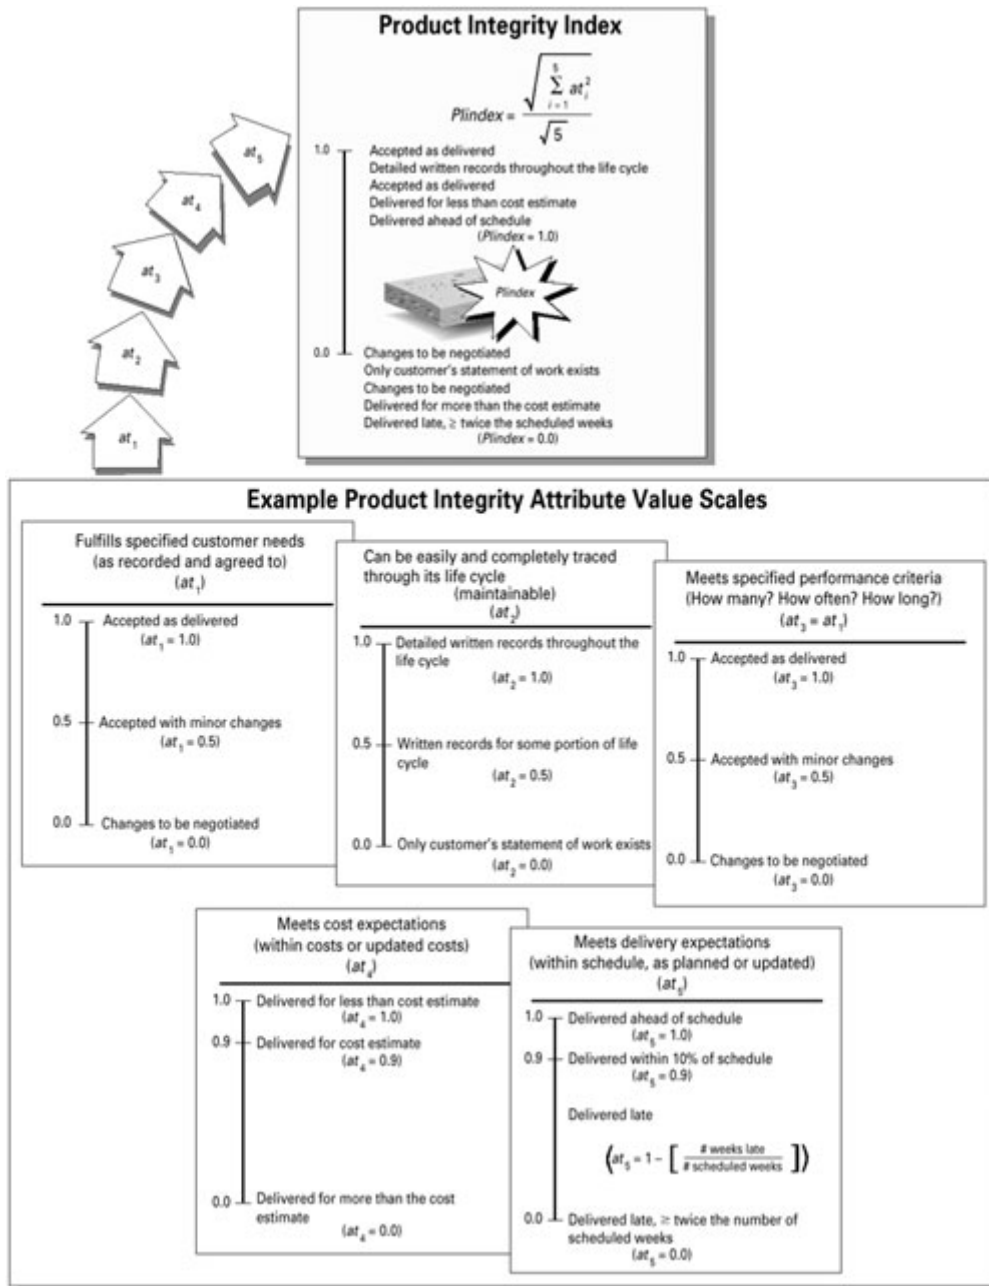 Product Integrity Index
PIindex = √ 5 Σ i = 1 at i 2 / √5
1.0 Accepted as delivered
Detailed written records throughout the life cycle
Accepted as delivered
Delivered for less than cost estimate
Delivered ahead of schedule
(PIindex = 1.0)
PIindex
0.0 Changes to be negotiated
Only customer's statement of work exists
Changes to be negotiated
Delivered for more than the cost estimate
Delivered late, ≥ twice the scheduled weeks
(PIindex = 0.0)
at5
at4
at3
at2
at1
Example Product Integrity Attribute Value Scales
Fulfills specified customer needs
(as recorded and agreed to)
(at1)
1.0 Accepted as delivered
(at1 = 1.0)
0.5 Accepted with minor changes
(at1 = 0.5)
0.0 Changes to be negotiated
(at1 = 0.0)
Can be easily and completely traced
through its life cycle
(maintainable)
(at2)
1.0 Detailed written records throughout the
life cycle
(at2 = 1.0)
0.5 Written records for some portion of life
cycle
(at2 = 0.5)
0.0 Only customer's statement of work exists
(at2 = 0.0)
Meets specified performance criteria
(How many? How often? How long?)
(at3 = at1)
1.0 Accepted as delivered
(at3 = 1.0)
0.5 Accepted with minor changes
(at3 = 0.5)
0.0 Changes to be negotiated
(at3 = 0.0)
Meets cost expectations
(within costs or updated costs)
(at4)
1.0 Delivered for less than cost estimate
(at4 = 1.0)
0.9 Delivered for cost estimate
(at4 = 0.9)
0.0 Delivered for more than the cost
estimate
(at4 = 0.0)
Meets delivery expectations
(within schedule, as planned or updated)
(at5)
1.0 Delivered ahead of schedule
(at5 = 1.0)
0.9 Delivered within 10% of schedule
(at5 = 0.9)
Delivered late
(at5 = 1 – [ # weeks late / # scheduled weeks ])
0.0 Delivered late, ≥ twice the number of
scheduled weeks
(at5 = 0.0)